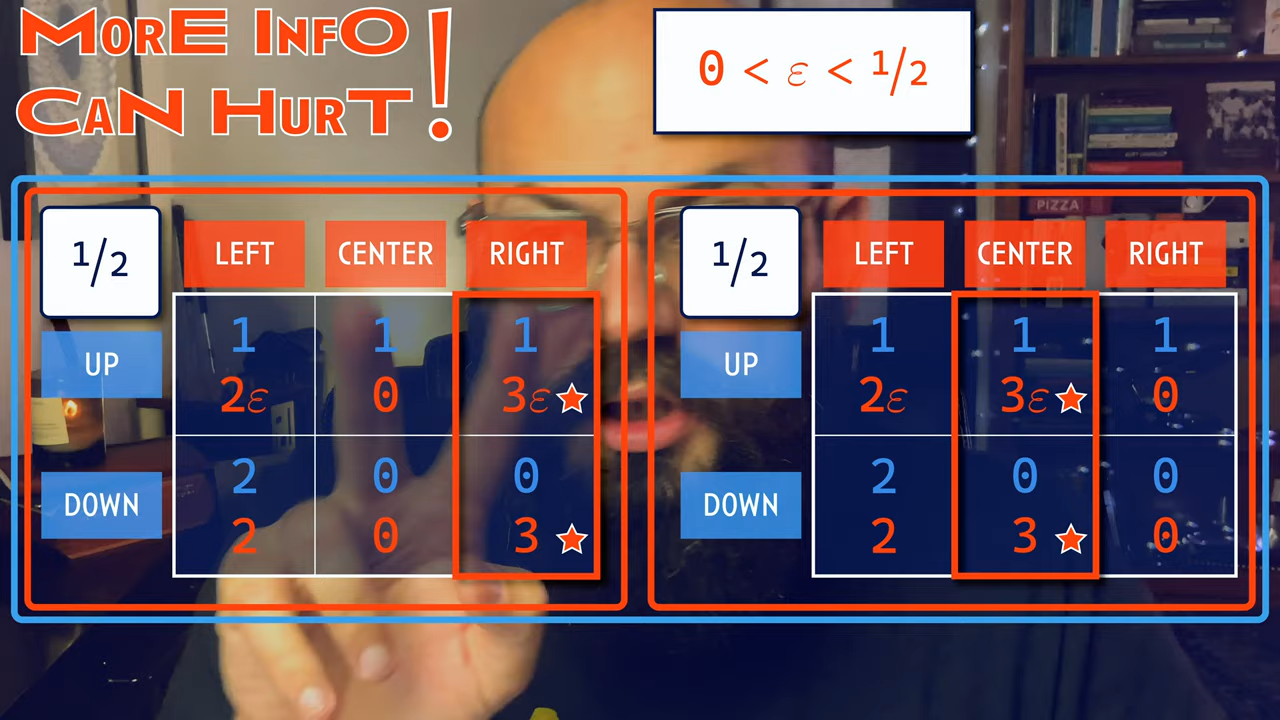 MORE INFO
CAN HURT!
0 < ε < 1/2
1/2 LEFT CENTER RIGHT
UP
1 1 1
2ε 0 3ε
DOWN
2 0 0
2 0 3
1/2 LEFT CENTER RIGHT
UP
1 1 1
2ε 3ε 0
DOWN
2 0 0
2 3 0
PIZZA